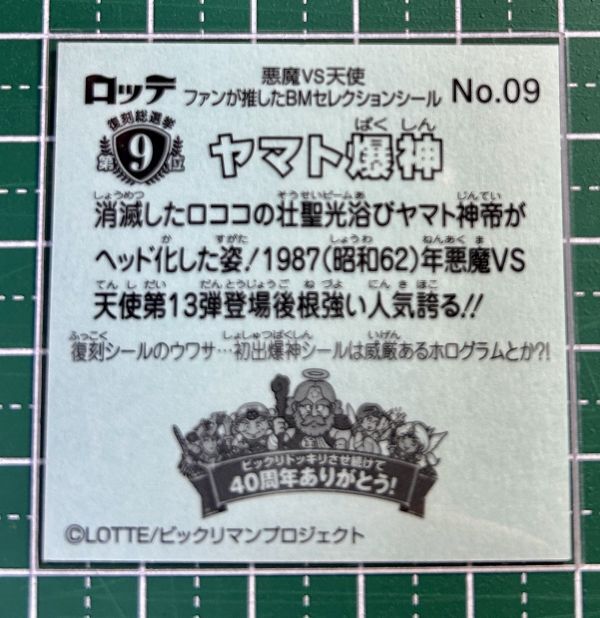 ロッテ
悪魔VS天使
ファンが推したBMセレクションシール
No.09
復刻総選挙
第9位
ばくしん
ヤマト爆神
しょうめつ そうせいビームあ じんてい
消滅したロココの壮聖光浴びヤマト神帝が
か すがた しょうわ ねんあくま
ヘッド化した姿!1987(昭和62)年悪魔VS
てんしだい だんとうじょうご ねづよ にんきほこ
天使第13弾登場後根強い人気誇る!!
ふっこく しょしゅつばくしん いげん
復刻シールのウワサ…初出爆神シールは威厳あるホログラムとか?!
ビックリドッキリさせ続けて
40周年ありがとう!
©LOTTE/ビックリマンプロジェクト